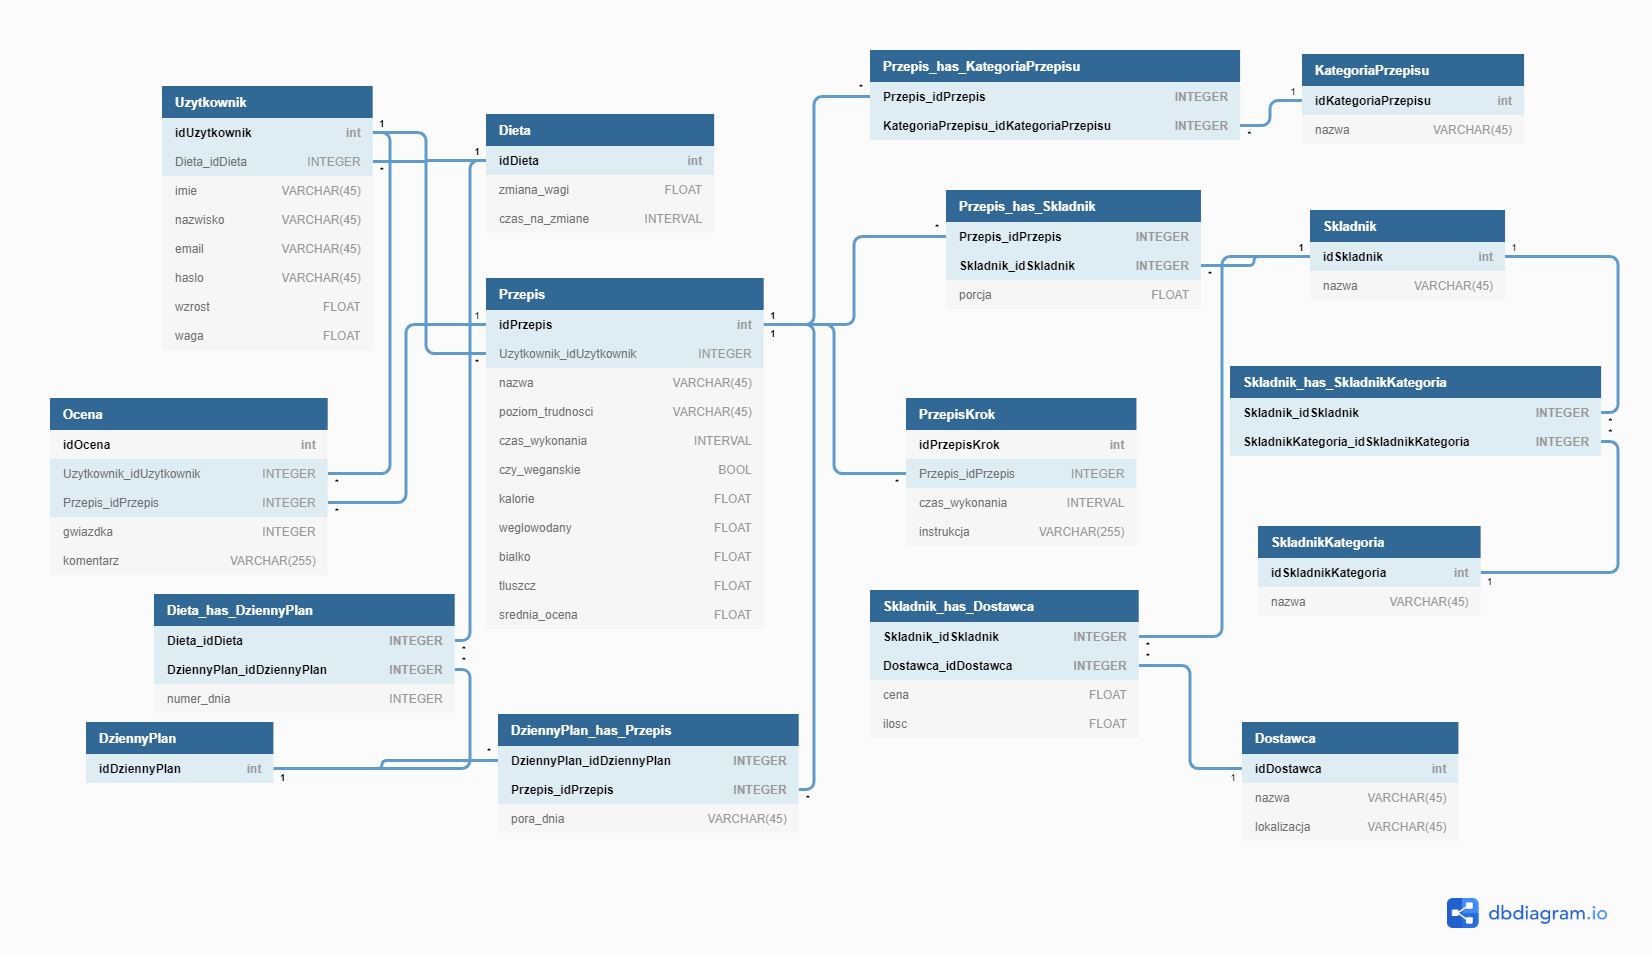 Uzytkownik
idUzytkownik int
Dieta_idDieta INTEGER
imie VARCHAR(45)
nazwisko VARCHAR(45)
email VARCHAR(45)
haslo VARCHAR(45)
wzrost FLOAT
waga FLOAT
Ocena
idOcena int
Uzytkownik_idUzytkownik INTEGER
Przepis_idPrzepis INTEGER
gwiazdka INTEGER
komentarz VARCHAR(255)
Dieta_has_DziennyPlan
Dieta_idDieta INTEGER
DziennyPlan_idDziennyPlan INTEGER
numer_dnia INTEGER
DziennyPlan
idDziennyPlan int
Dieta
idDieta int
zmiana_wagi FLOAT
czas_na_zmiane INTERVAL
Przepis
idPrzepis int
Uzytkownik_idUzytkownik INTEGER
nazwa VARCHAR(45)
poziom_trudnosci VARCHAR(45)
czas_wykonania INTERVAL
czy_weganskie BOOL
kalorie FLOAT
weglowodany FLOAT
bialko FLOAT
tluszcz FLOAT
srednia_ocena FLOAT
DziennyPlan_has_Przepis
DziennyPlan_idDziennyPlan INTEGER
Przepis_idPrzepis INTEGER
pora_dnia VARCHAR(45)
Przepis_has_KategoriaPrzepisu
Przepis_idPrzepis INTEGER
KategoriaPrzepisu_idKategoriaPrzepisu INTEGER
KategoriaPrzepisu
idKategoriaPrzepisu int
nazwa VARCHAR(45)
Przepis_has_Skladnik
Przepis_idPrzepis INTEGER
Skladnik_idSkladnik INTEGER
porcja FLOAT
Skladnik
idSkladnik int
nazwa VARCHAR(45)
PrzepisKrok
idPrzepisKrok int
Przepis_idPrzepis INTEGER
czas_wykonania INTERVAL
instrukcja VARCHAR(255)
Skladnik_has_SkladnikKategoria
Skladnik_idSkladnik INTEGER
SkladnikKategoria_idSkladnikKategoria INTEGER
SkladnikKategoria
idSkladnikKategoria int
nazwa VARCHAR(45)
Skladnik_has_Dostawca
Skladnik_idSkladnik INTEGER
Dostawca_idDostawca INTEGER
cena FLOAT
ilosc FLOAT
Dostawca
idDostawca int
nazwa VARCHAR(45)
lokalizacja VARCHAR(45)
dbdiagram.io